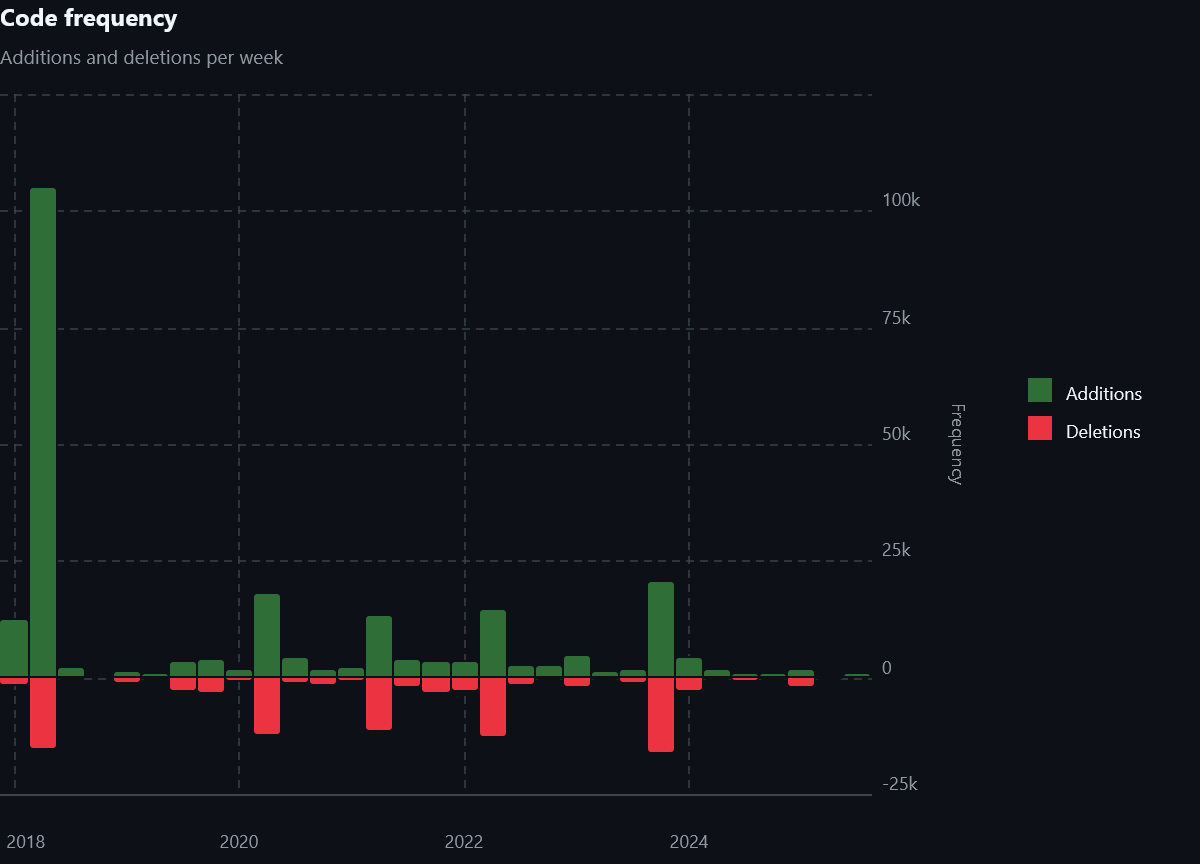 Code frequency
Additions and deletions per week
100k
75k
50k
25k
0
-25k
Frequency
2018 2020 2022 2024
Additions
Deletions